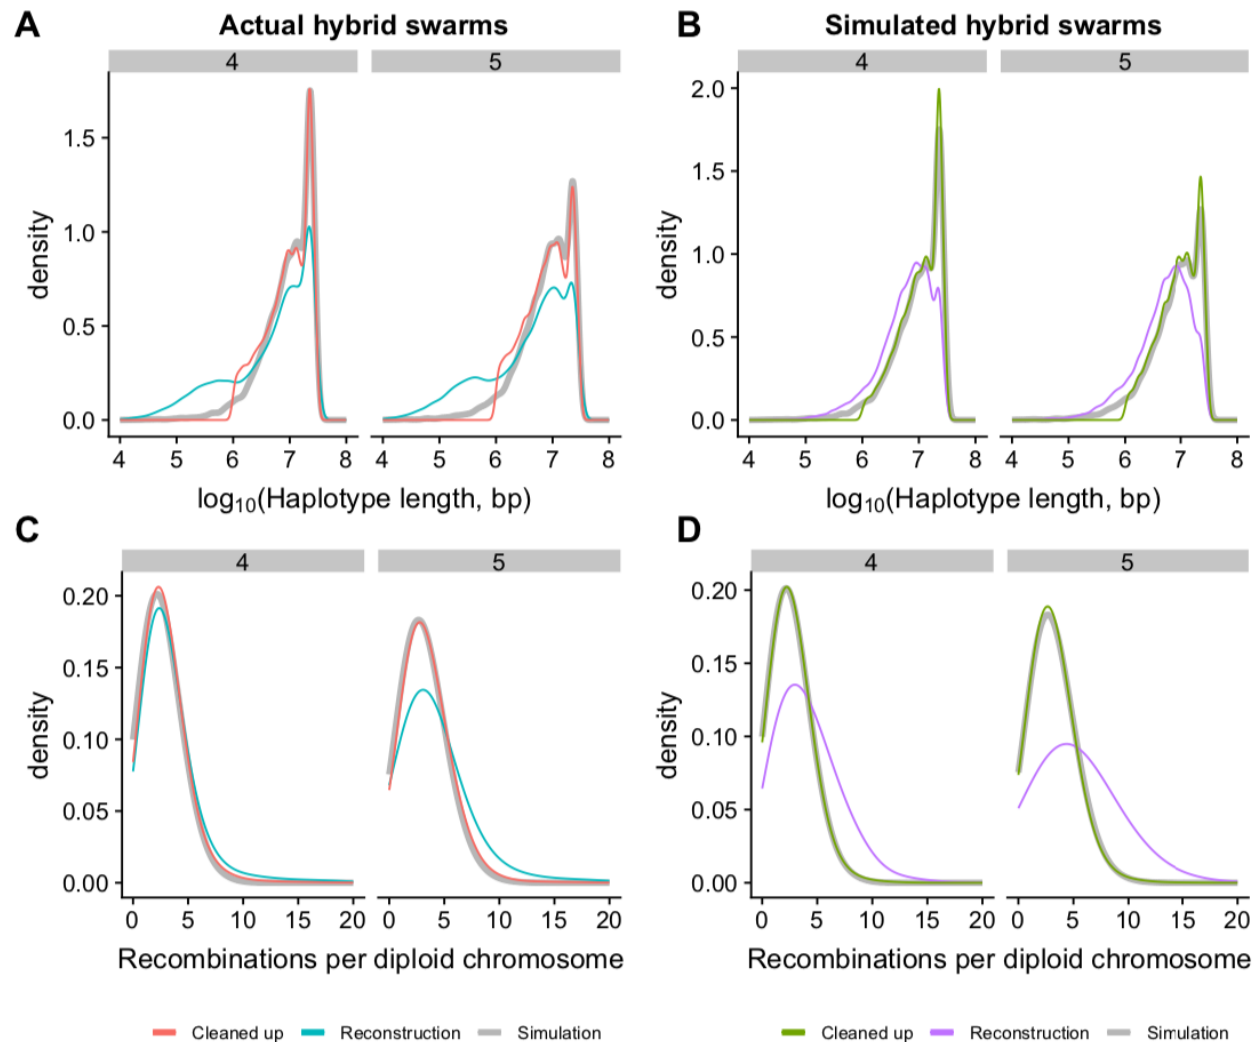 A
Actual hybrid swarms
4
5
density
1.5
1.0
0.5
0.0
4 5 6 7 8
4 5 6 7 8
log₁₀(Haplotype length, bp)
B
Simulated hybrid swarms
4
5
density
2.0
1.5
1.0
0.5
0.0
4 5 6 7 8
4 5 6 7 8
log₁₀(Haplotype length, bp)
C
4
5
density
0.20
0.15
0.10
0.05
0.00
0 5 10 15 20
0 5 10 15 20
Recombinations per diploid chromosome
Cleaned up Reconstruction Simulation
D
4
5
density
0.20
0.15
0.10
0.05
0.00
0 5 10 15 20
0 5 10 15 20
Recombinations per diploid chromosome
Cleaned up Reconstruction Simulation